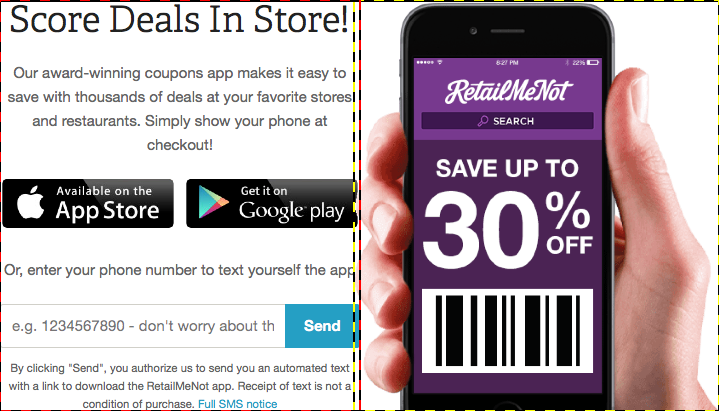 Score Deals In Store!
Our award-winning coupons app makes it easy to
save with thousands of deals at your favorite stores
and restaurants. Simply show your phone at
checkout!
Available on the
App Store
Get it on
Google play
Or, enter your phone number to text yourself the app
e.g. 1234567890 - don't worry about th
Send
By clicking "Send", you authorize us to send you an automated text
with a link to download the RetailMeNot app. Receipt of text is not a
condition of purchase. Full SMS notice
6:27 PM
22%
RetailMeNot
SEARCH
SAVE UP TO
30%
OFF